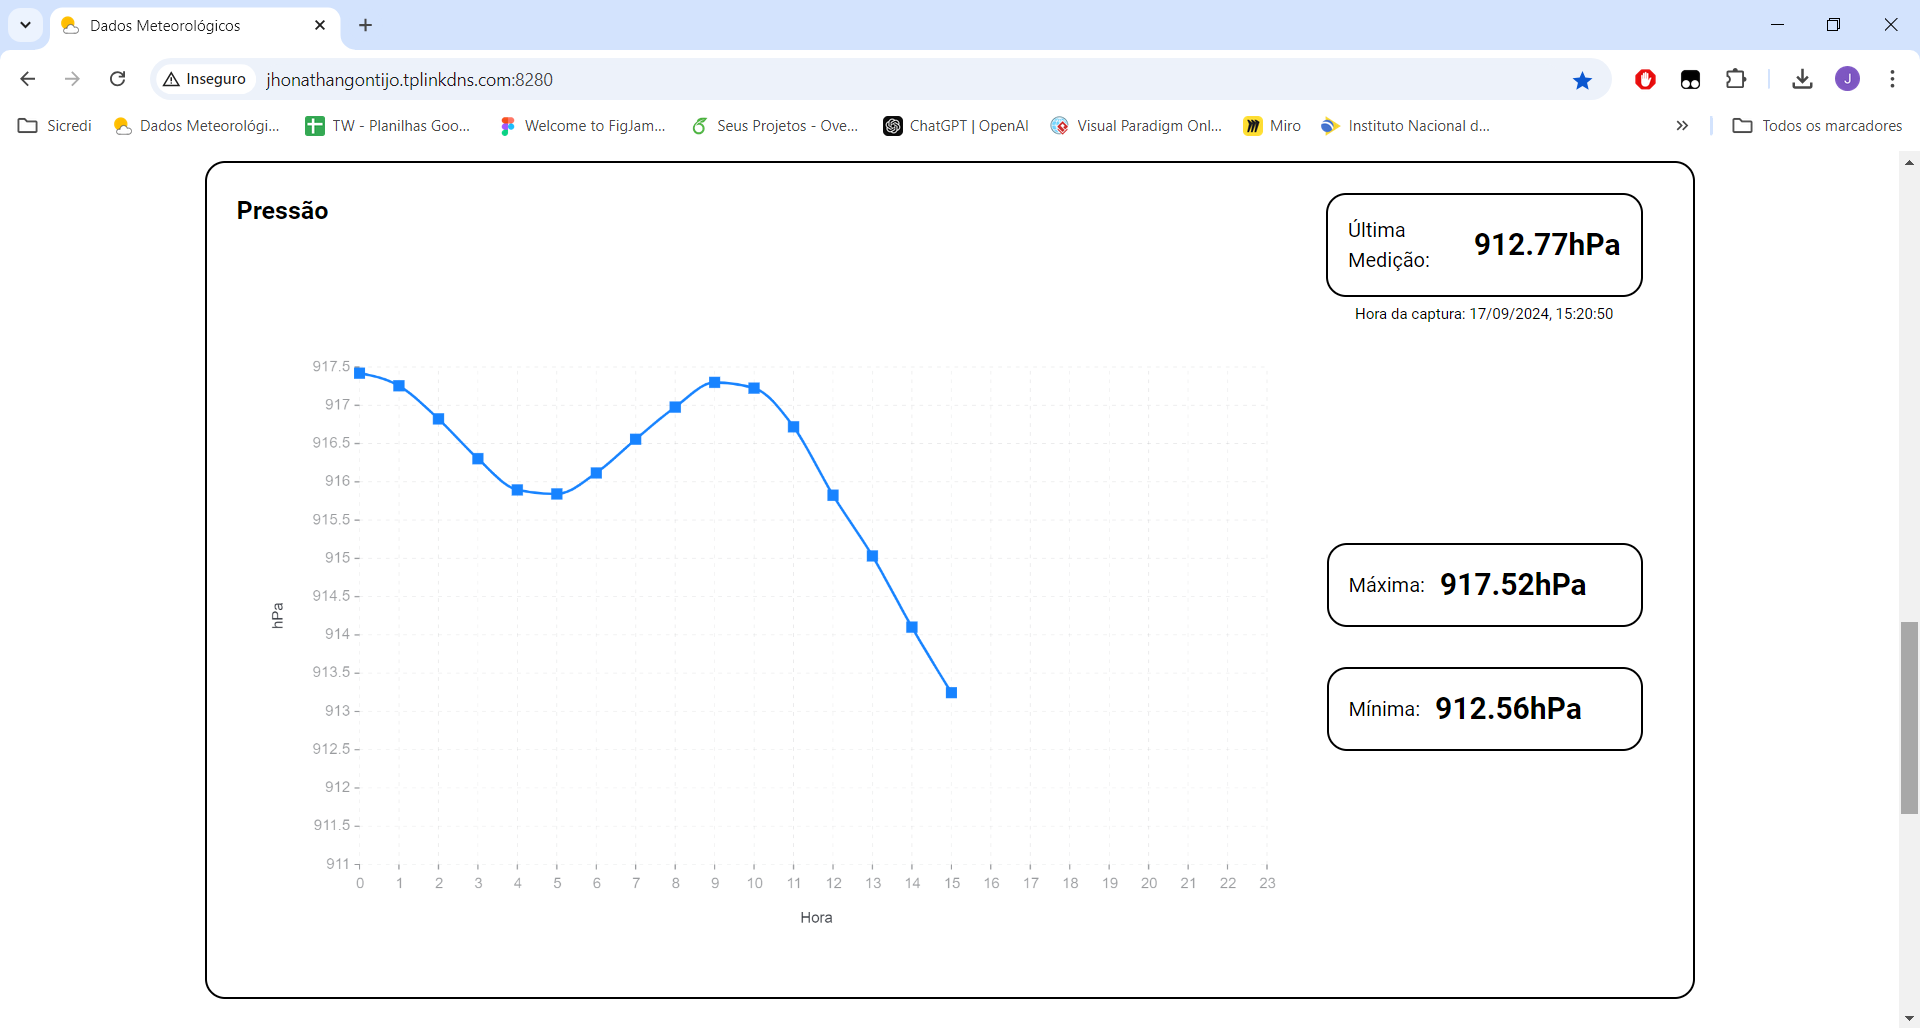 Dados Meteorológicos
Inseguro
jhonathangontijo.tplinkdns.com:8280
J
Sicredi
Dados Meteorológi...
TW - Planilhas Goo...
Welcome to FigJam...
Seus Projetos - Ove...
ChatGPT | OpenAI
Visual Paradigm Onl...
Miro
Instituto Nacional d...
Todos os marcadores
Pressão
Última Medição: 912.77hPa
Hora da captura: 17/09/2024, 15:20:50
917.5
917
916.5
916
915.5
915
914.5
914
913.5
913
912.5
912
911.5
911
hPa
0 1 2 3 4 5 6 7 8 9 10 11 12 13 14 15 16 17 18 19 20 21 22 23
Hora
Máxima: 917.52hPa
Mínima: 912.56hPa